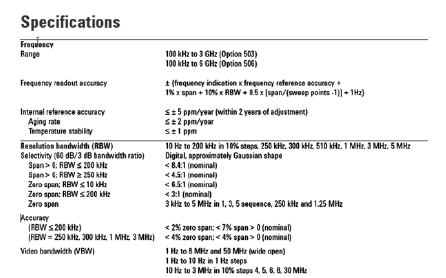 Specifications
Frequency
Range 100 kHz to 3 GHz (Option 503)
100 kHz to 6 GHz (Option 506)
Frequency readout accuracy ± {frequency indication x frequency reference accuracy +
1% x span + 10% x RBW + 0.5 x [span/(sweep points -1)] + 1Hz}
Internal reference accuracy ≤ ± 5 ppm/year (within 2 years of adjustment)
Aging rate ≤ ± 2 ppm/year
Temperature stability ≤ ± 1 ppm
Resolution bandwidth (RBW) 10 Hz to 200 kHz in 10% steps, 250 kHz, 300 kHz, 510 kHz, 1 MHz, 3 MHz, 5 MHz
Selectivity (60 dB/3 dB bandwidth ratio) Digital, approximately Gaussian shape
Span > 0; RBW ≤ 200 kHz < 8.4:1 (nominal)
Span > 0; RBW ≥ 250 kHz < 4.5:1 (nominal)
Zero span; RBW ≤ 10 kHz < 6.5:1 (nominal)
Zero span; RBW ≤ 200 kHz < 3:1 (nominal)
Zero span 3 kHz to 5 MHz in 1, 3, 5 sequence, 250 kHz and 1.25 MHz
Accuracy
(RBW ≤ 200 kHz) < 2% zero span; < 7% span > 0 (nominal)
(RBW = 250 kHz, 300 kHz, 1 MHz, 3 MHz) < 4% zero span; < 4% span > 0 (nominal)
Video bandwidth (VBW) 1 Hz to 8 MHz and 50 MHz (wide open)
1 Hz to 10 Hz in 1 Hz steps
10 Hz to 3 MHz in 10% steps 4, 5, 6, 8, 30 MHz